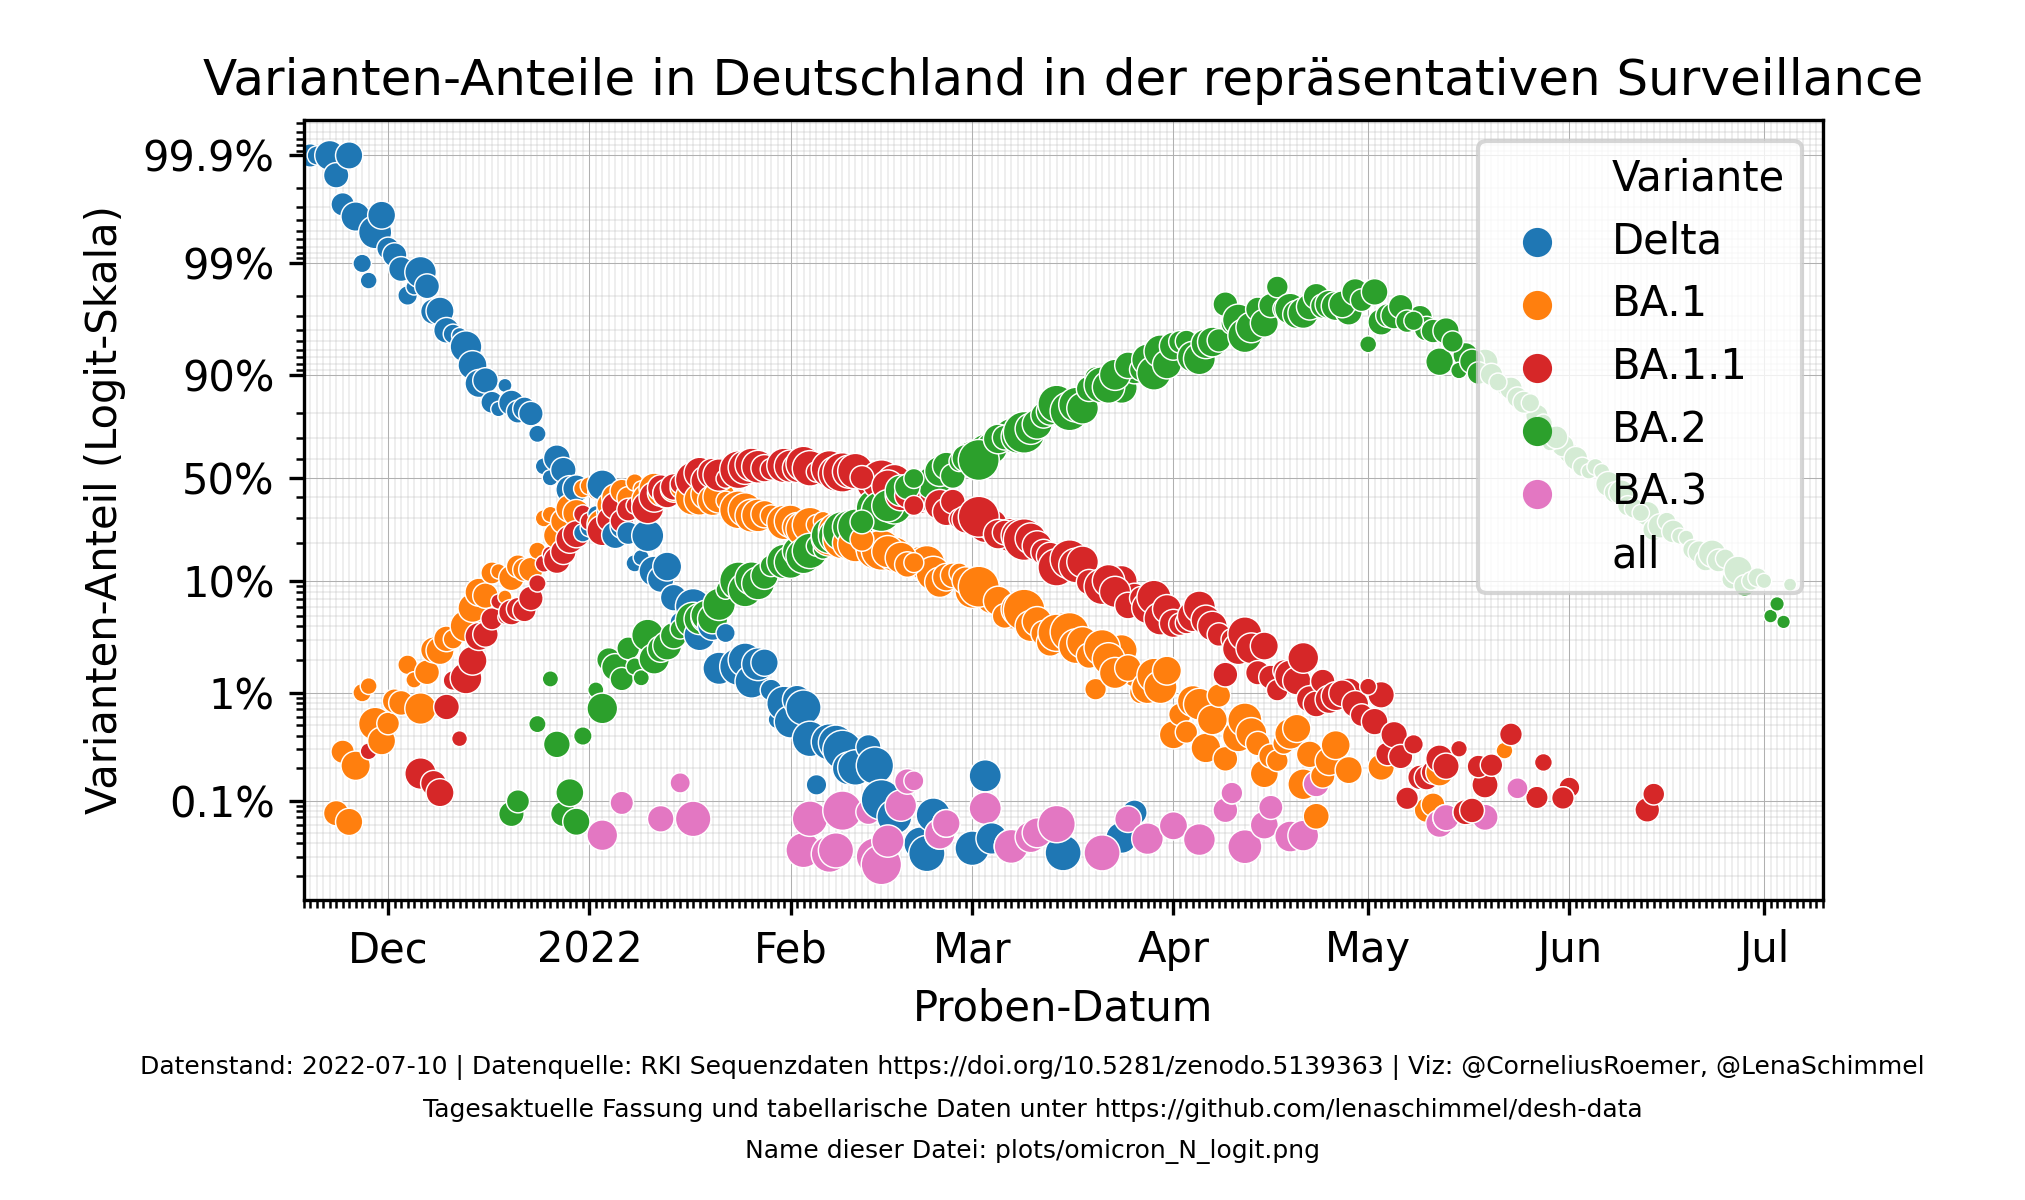 Varianten-Anteile in Deutschland in der repräsentativen Surveillance
Varianten-Anteil (Logit-Skala)
99.9%
99%
90%
50%
10%
1%
0.1%
Variante
Delta
BA.1
BA.1.1
BA.2
BA.3
all
Dec 2022 Feb Mar Apr May Jun Jul
Proben-Datum
Datenstand: 2022-07-10 | Datenquelle: RKI Sequenzdaten https://doi.org/10.5281/zenodo.5139363 | Viz: @CorneliusRoemer, @LenaSchimmel
Tagesaktuelle Fassung und tabellarische Daten unter https://github.com/lenaschimmel/desh-data
Name dieser Datei: plots/omicron_N_logit.png